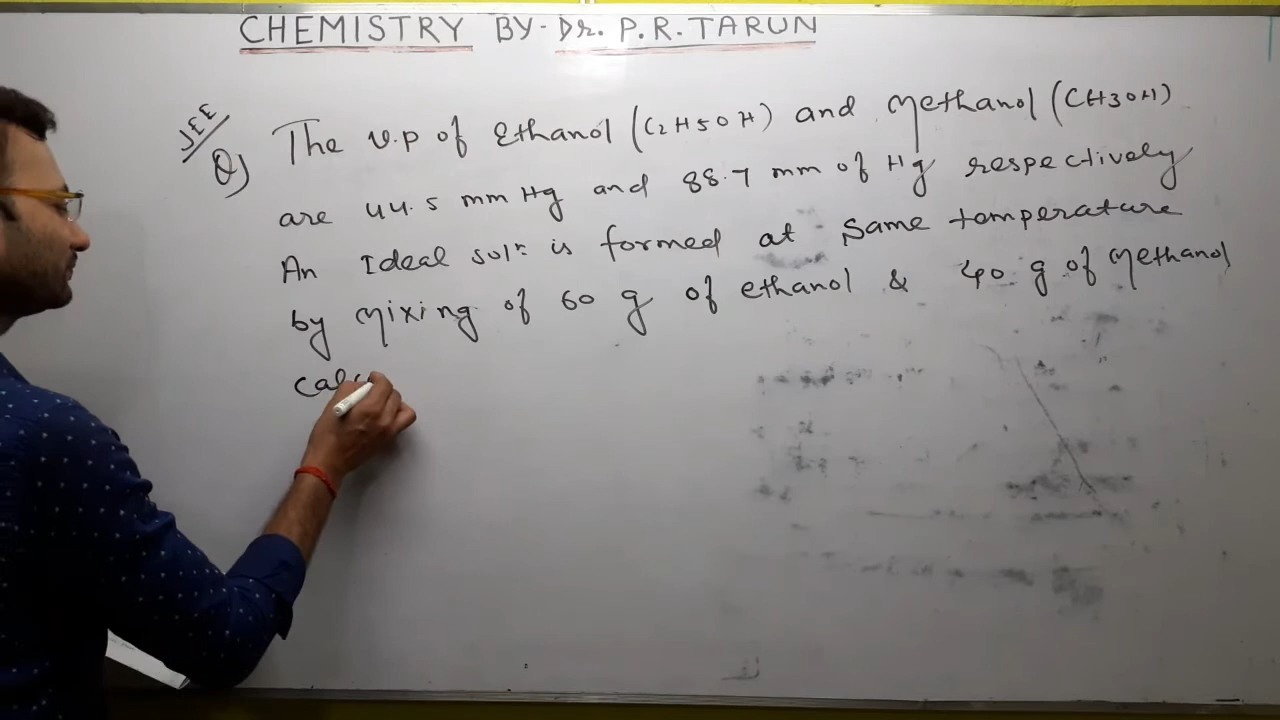 CHEMISTRY BY- Dr. P.R. TARUN
JEE
Q) The v.p of Ethanol (C2H5OH) and Methanol (CH3OH)
are 44.5 mm Hg and 88.7 mm of Hg respectively
An Ideal solⁿ is formed at Same temperature
by Mixing of 60 g of ethanol & 40 g of Methanol
calc